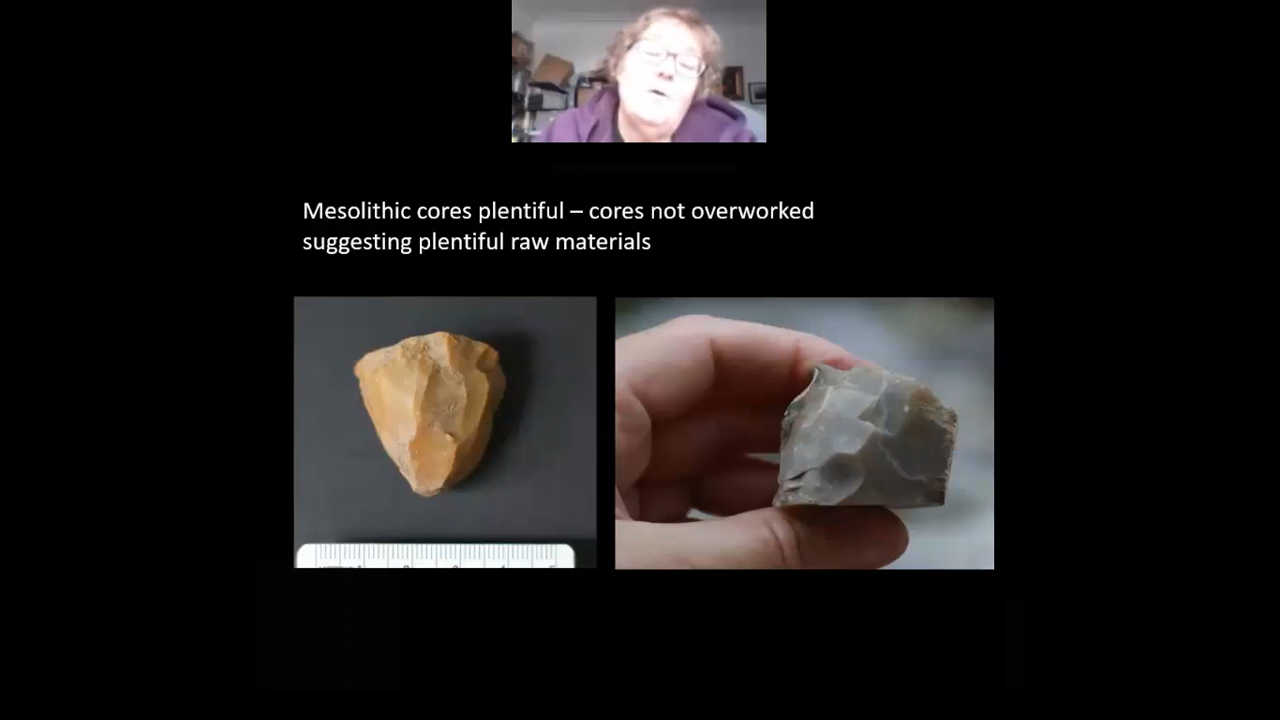 Mesolithic cores plentiful – cores not overworked
suggesting plentiful raw materials